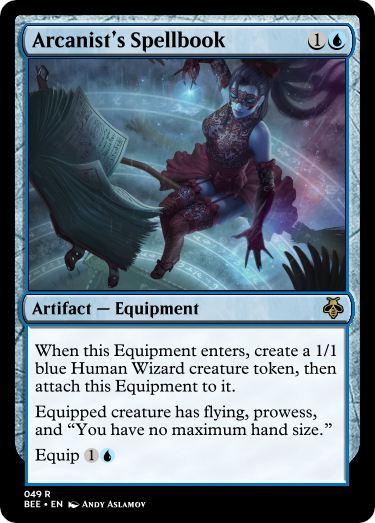 Arcanist's Spellbook 1
Artifact — Equipment
When this Equipment enters, create a 1/1
blue Human Wizard creature token, then
attach this Equipment to it.
Equipped creature has flying, prowess,
and “You have no maximum hand size.”
Equip 1
049 R
BEE • EN Andy Aslamov